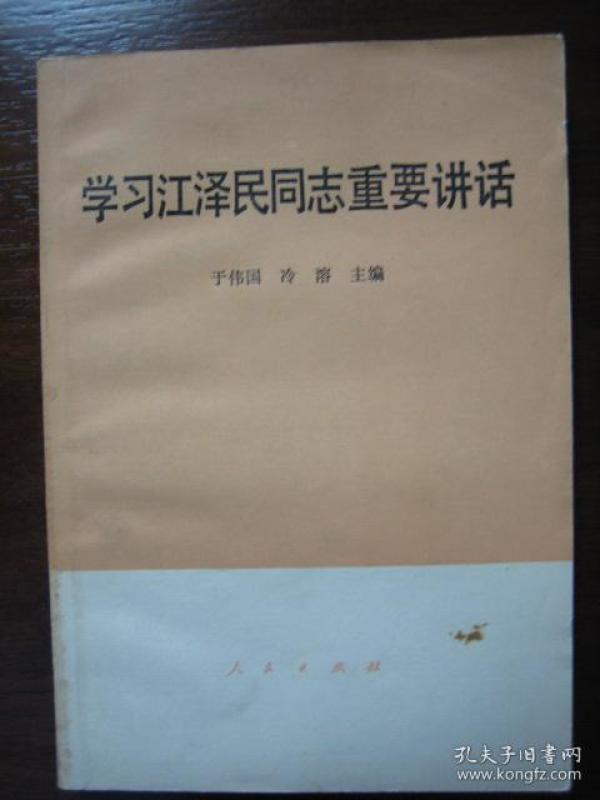 学习江泽民同志重要讲话
于伟国 冷 溶 主编
人民出版社
孔夫子旧書网
www.kongfz.com